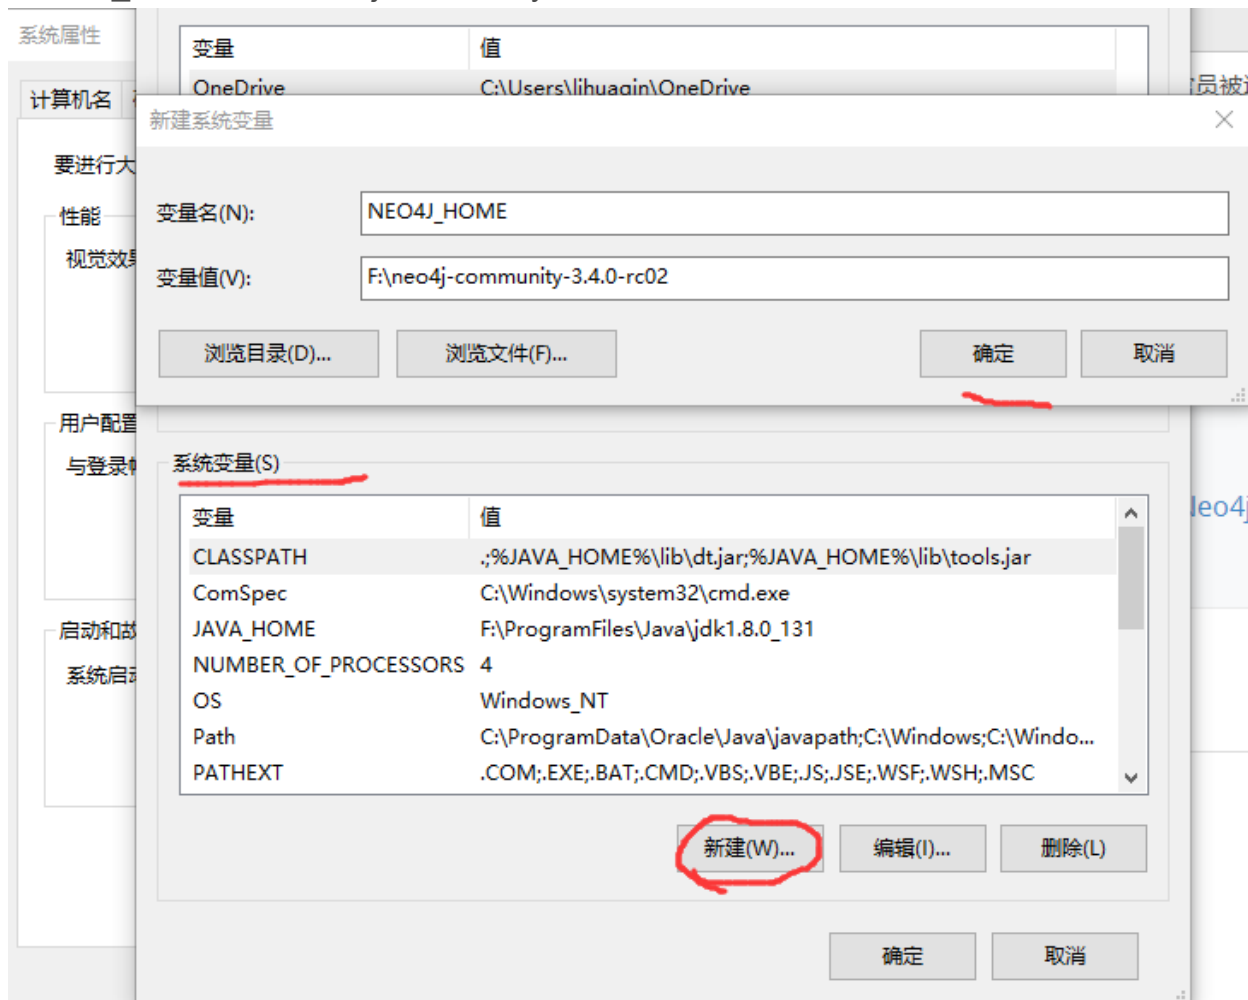 系统属性
变量 值
OneDrive C:\Users\lihuaqin\OneDrive
计算机名
新建系统变量
要进行大
变量名(N): NEO4J_HOME
性能
视觉效果
变量值(V): F:\neo4j-community-3.4.0-rc02
浏览目录(D)... 浏览文件(F)... 确定 取消
用户配置
与登录帐
系统变量(S)
变量 值
CLASSPATH .;%JAVA_HOME%\lib\dt.jar;%JAVA_HOME%\lib\tools.jar
ComSpec C:\Windows\system32\cmd.exe
JAVA_HOME F:\ProgramFiles\Java\jdk1.8.0_131
NUMBER_OF_PROCESSORS 4
OS Windows_NT
Path C:\ProgramData\Oracle\Java\javapath;C:\Windows;C:\Windo...
PATHEXT .COM;.EXE;.BAT;.CMD;.VBS;.VBE;.JS;.JSE;.WSF;.WSH;.MSC
启动和故
系统启动
Neo4j
新建(W)... 编辑(I)... 删除(L)
确定 取消